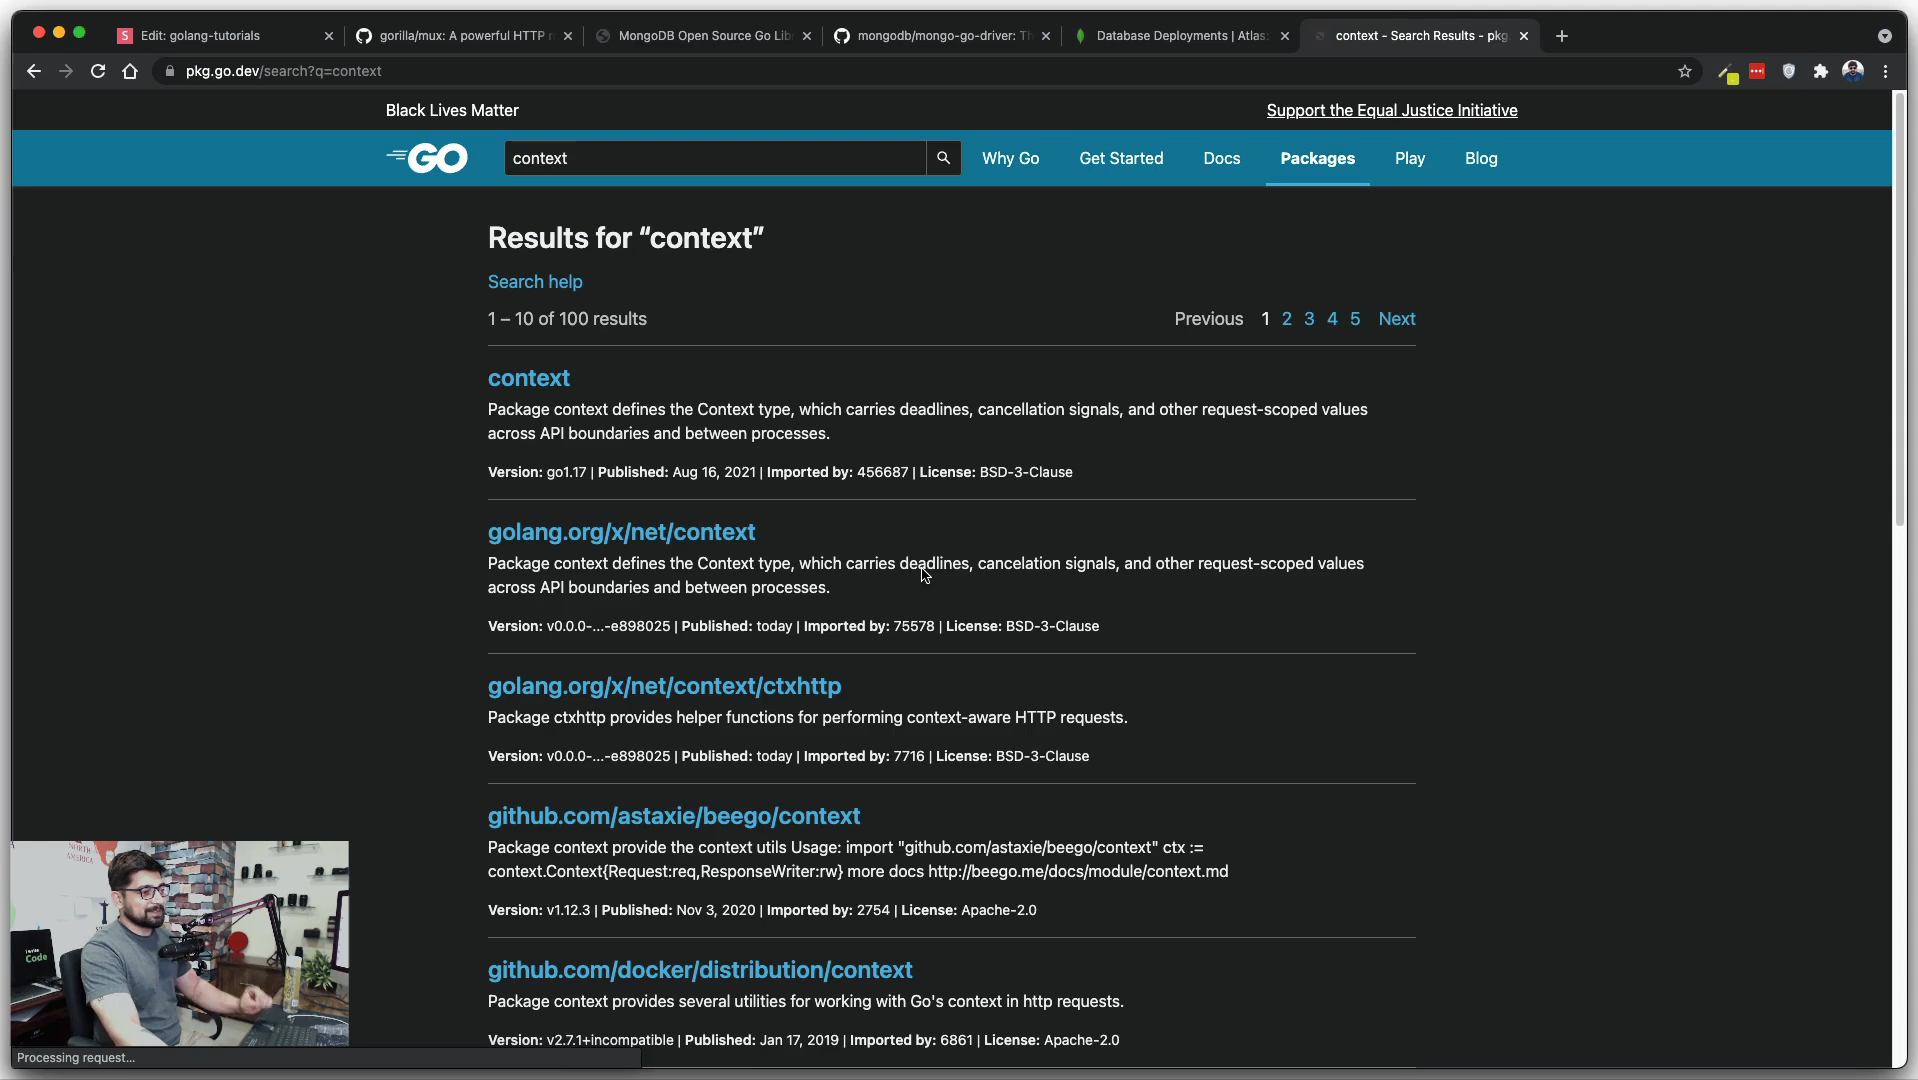 Edit: golang-tutorials
gorilla/mux: A powerful HTTP r
MongoDB Open Source Go Lib
mongodb/mongo-go-driver: Th
Database Deployments | Atlas:
context - Search Results - pkg
pkg.go.dev/search?q=context
Black Lives Matter
Support the Equal Justice Initiative
GO
context
Why Go
Get Started
Docs
Packages
Play
Blog
Results for “context”
Search help
1 – 10 of 100 results
Previous 1 2 3 4 5 Next
context
Package context defines the Context type, which carries deadlines, cancellation signals, and other request-scoped values
across API boundaries and between processes.
Version: go1.17 | Published: Aug 16, 2021 | Imported by: 456687 | License: BSD-3-Clause
golang.org/x/net/context
Package context defines the Context type, which carries deadlines, cancelation signals, and other request-scoped values
across API boundaries and between processes.
Version: v0.0.0-...-e898025 | Published: today | Imported by: 75578 | License: BSD-3-Clause
golang.org/x/net/context/ctxhttp
Package ctxhttp provides helper functions for performing context-aware HTTP requests.
Version: v0.0.0-...-e898025 | Published: today | Imported by: 7716 | License: BSD-3-Clause
github.com/astaxie/beego/context
Package context provide the context utils Usage: import "github.com/astaxie/beego/context" ctx :=
context.Context{Request:req,ResponseWriter:rw} more docs http://beego.me/docs/module/context.md
Version: v1.12.3 | Published: Nov 3, 2020 | Imported by: 2754 | License: Apache-2.0
github.com/docker/distribution/context
Package context provides several utilities for working with Go's context in http requests.
Version: v2.7.1+incompatible | Published: Jan 17, 2019 | Imported by: 6861 | License: Apache-2.0
NORTH
AMERICA
I write
Code
Processing request...